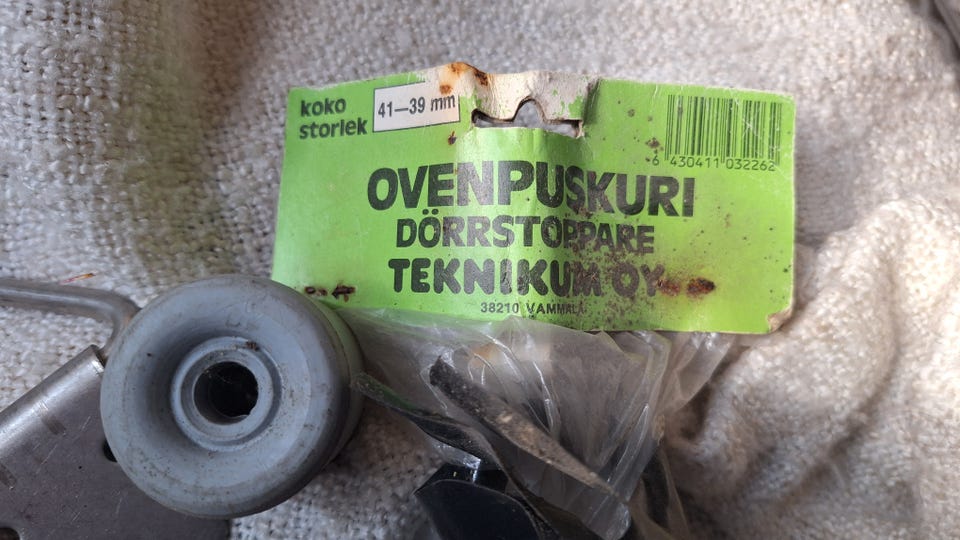 koko
storlek
41—39 mm
6 430411 032262
OVENPUSKURI
DÖRRSTOPPARE
TEKNIKUM OY
38210 VAMMALA